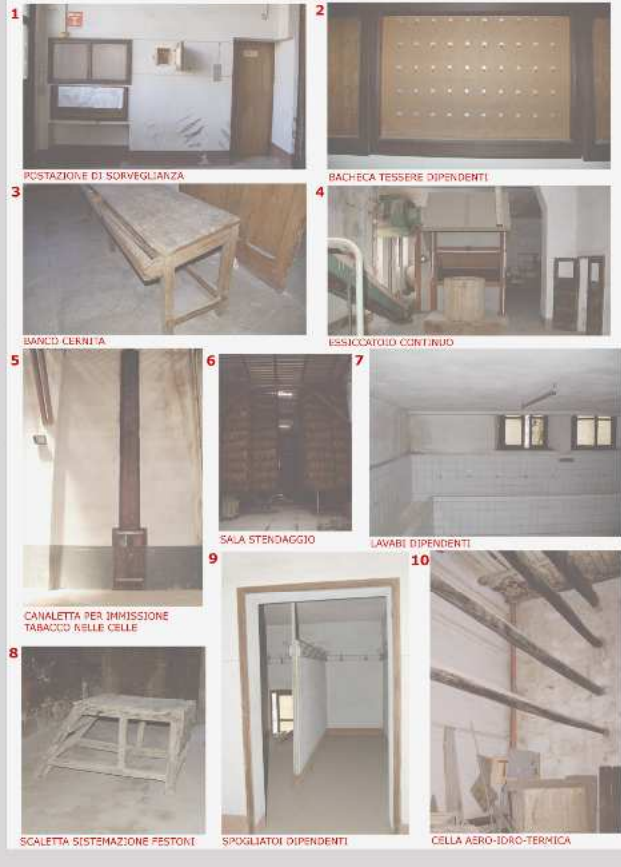 1
POSTAZIONE DI SORVEGLIANZA
2
BACHECA TESSERE DIPENDENTI
3
BANCO CERNITA
4
ESSICCATOIO CONTINUO
5
CANALETTA PER IMMISSIONE
TABACCO NELLE CELLE
6
SALA STENDAGGIO
7
LAVABI DIPENDENTI
8
SCALETTA SISTEMAZIONE FESTONI
9
SPOGLIATOI DIPENDENTI
10
CELLA AERO-IDRO-TERMICA